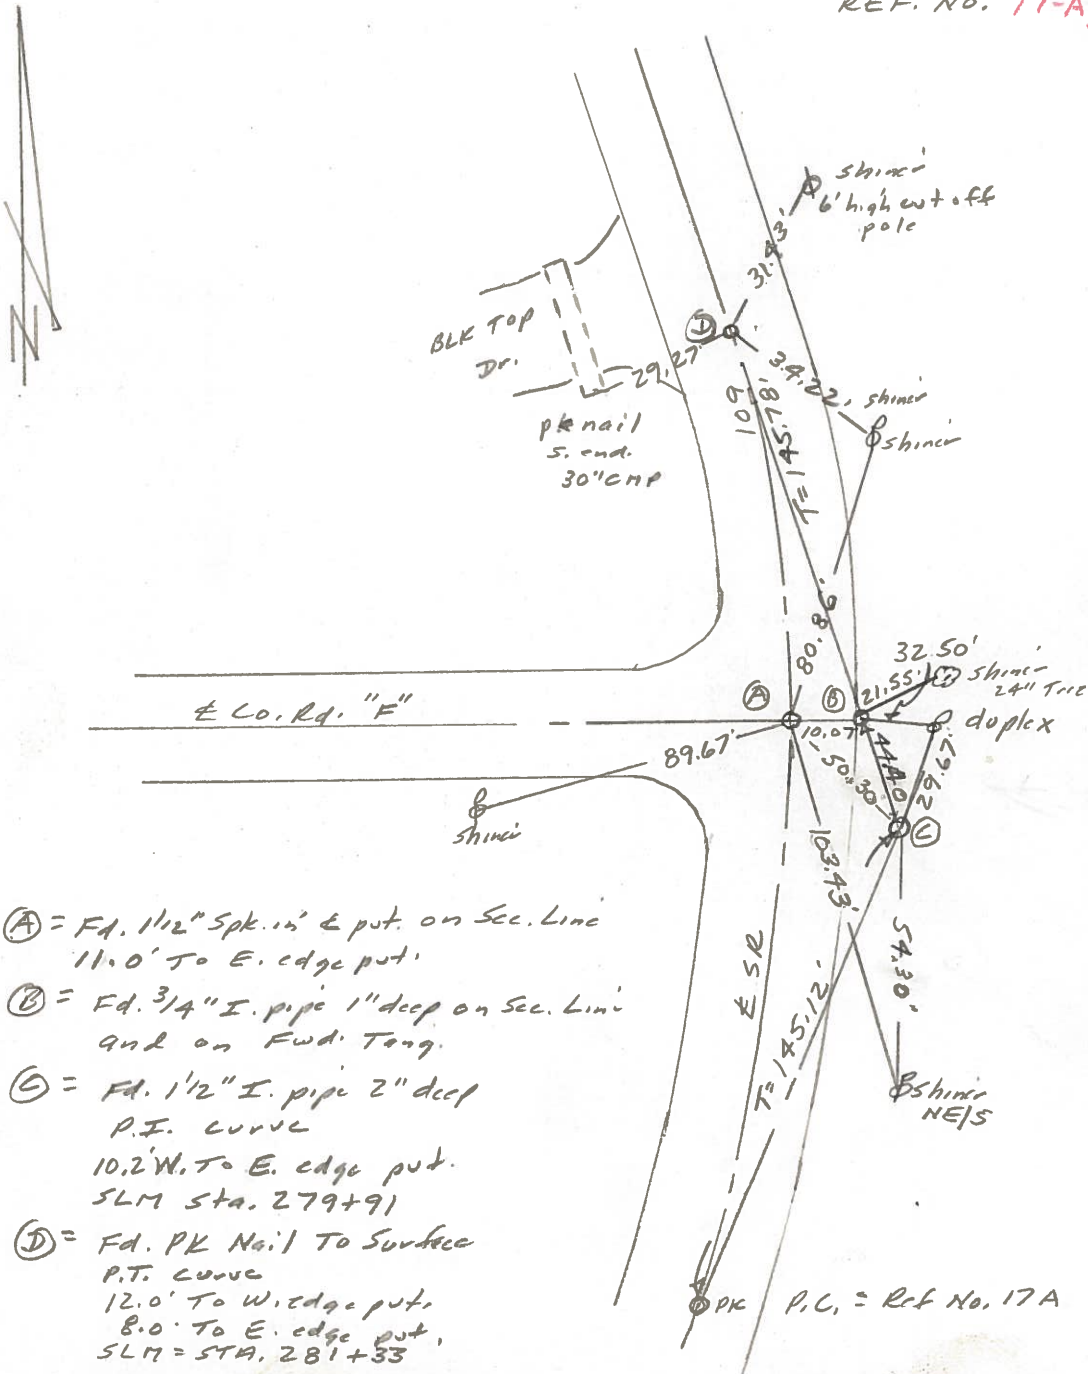 REF. NO. 17-A
N
shiner
6' high cut off
pole
31.43'
BLK TOP
Dr.
D
29.27'
34.22'
shiner
shiner
pk nail
S. end.
30" CMP
109
T=145.78'
80.86'
32.50'
21.55'
shiner
24" Tree
duplex
℄ Co. Rd. "F"
A
B
10.07'
89.67'
50.30'
44.40
29.67'
C
shiner
103.43'
54.30'
℄ SR
T=145.12'
shiner
NE/S
A = Fd. 1 1/2" Spk. in ℄ pvt. on Sec. Line
11.0' To E. edge pvt.
B = Fd. 3/4" I. pipe 1" deep on Sec. Line
and on Fwd. Tang.
C = Fd. 1 1/2" I. pipe 2" deep
P.I. curve
10.2' W. To E. edge pvt.
SLM Sta. 279+91
D = Fd. PK Nail To Surface
P.T. curve
12.0' To W. edge pvt.
8.0' To E. edge pvt.
SLM = STA. 281+33
PK P.C. = Ref No. 17A